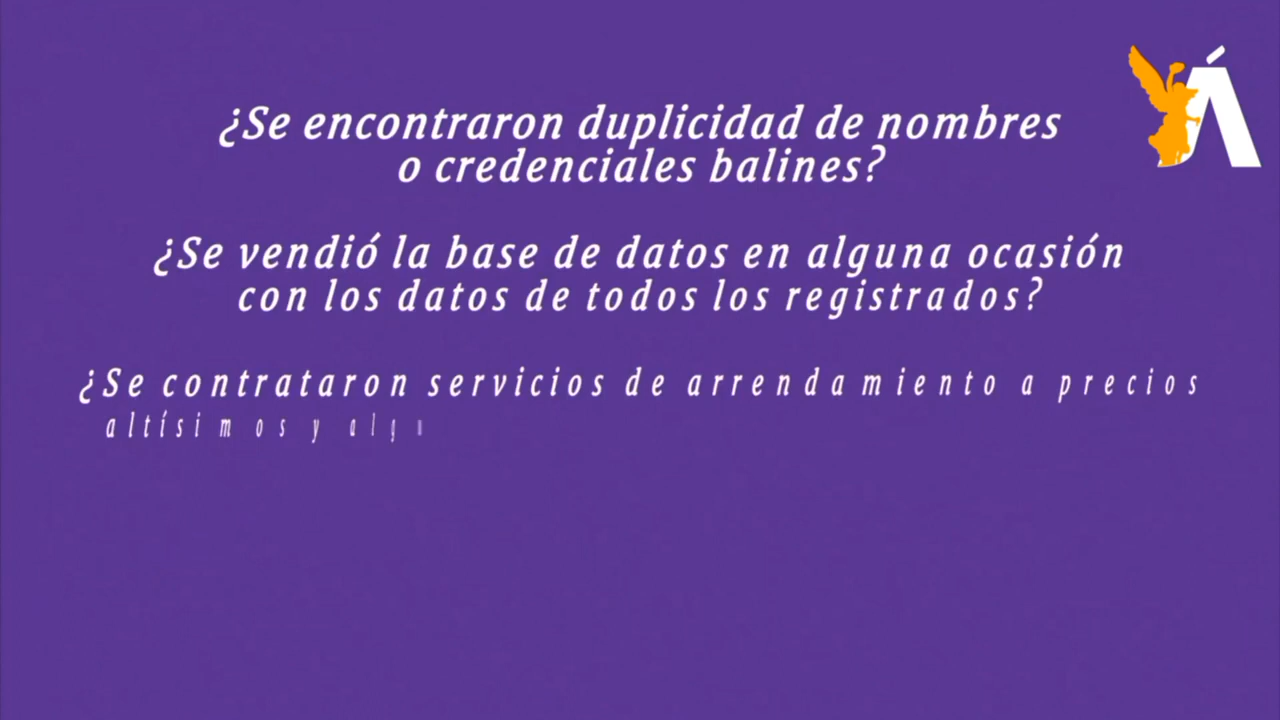 Á
¿Se encontraron duplicidad de nombres
o credenciales balines?
¿Se vendió la base de datos en alguna ocasión
con los datos de todos los registrados?
¿Se contrataron servicios de arrendamiento a precios
altísimos y